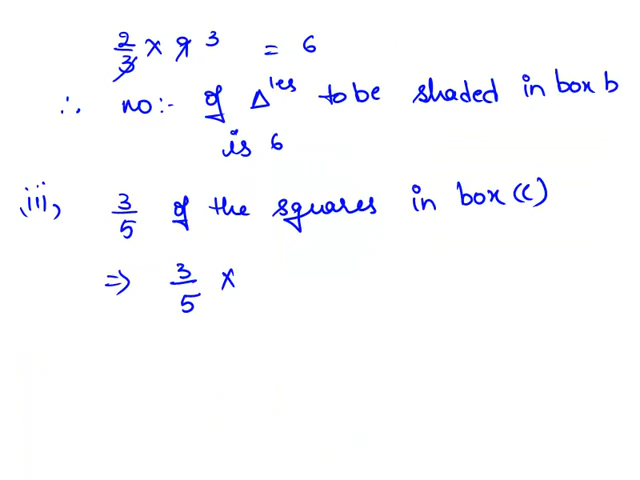 2/3 × 9 3 = 6
∴ no:- of Δles to be shaded in box b
is 6
iii, 3/5 of the squares in box (c)
⇒ 3/5 ×